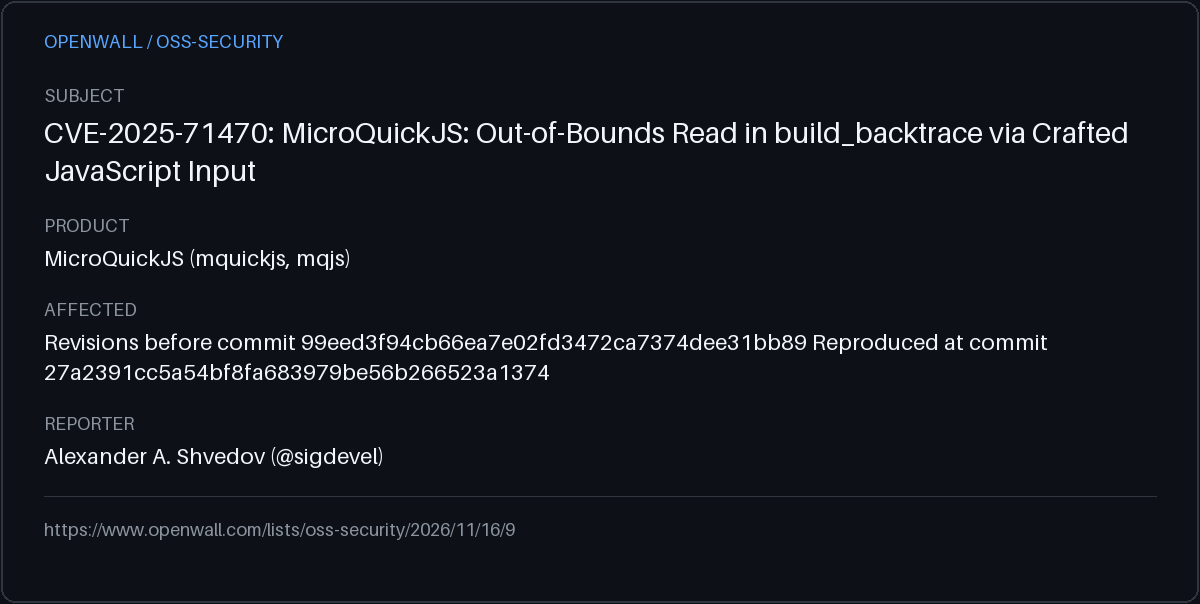 OPENWALL / OSS-SECURITY
SUBJECT
CVE-2025-71470: MicroQuickJS: Out-of-Bounds Read in build_backtrace via Crafted
JavaScript Input
PRODUCT
MicroQuickJS (mquickjs, mqjs)
AFFECTED
Revisions before commit 99eed3f94cb66ea7e02fd3472ca7374dee31bb89 Reproduced at commit
27a2391cc5a54bf8fa683979be56b266523a1374
REPORTER
Alexander A. Shvedov (@sigdevel)
https://www.openwall.com/lists/oss-security/2026/11/16/9